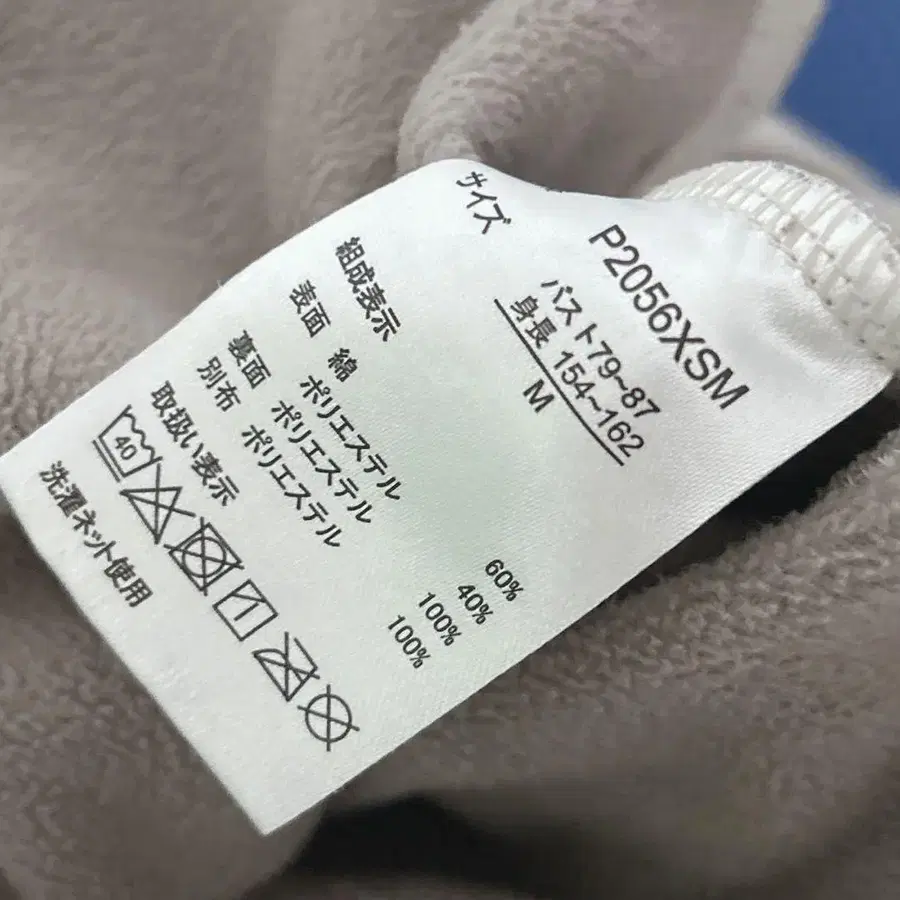 P2056XSM
サイズ
バスト79~87
身長 154~162
M
組成表示
表面 綿 60%
ポリエステル 40%
裏面 ポリエステル 100%
別布 ポリエステル 100%
取扱い表示
40
洗濯ネット使用